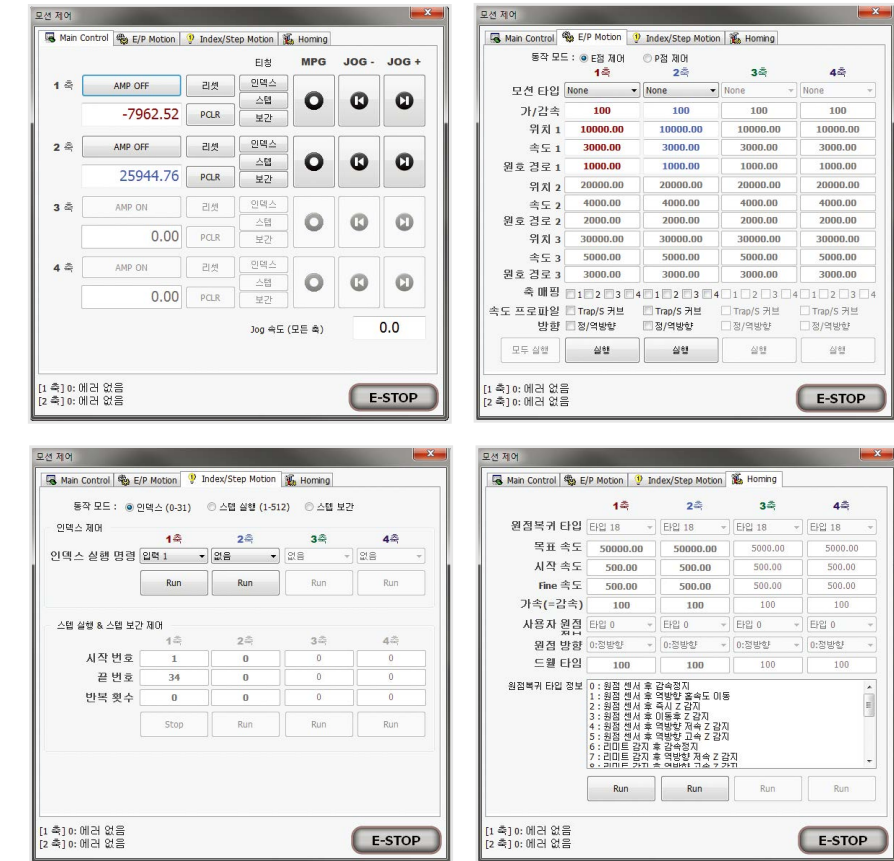 모션 제어
Main Control E/P Motion Index/Step Motion Homing
티칭 MPG JOG - JOG +
1 축 AMP OFF 리셋 인덱스
스텝
-7962.52 PCLR 보간
2 축 AMP OFF 리셋 인덱스
스텝
25944.76 PCLR 보간
3 축 AMP ON 리셋 인덱스
스텝
0.00 PCLR 보간
4 축 AMP ON 리셋 인덱스
스텝
0.00 PCLR 보간
Jog 속도 (모든 축) 0.0
[1 축] 0: 에러 없음
[2 축] 0: 에러 없음
E-STOP
모션 제어
Main Control E/P Motion Index/Step Motion Homing
동작 모드 : E점 제어 P점 제어
1축 2축 3축 4축
모션 타입 None None None None
가/감속 100 100 100 100
위치 1 10000.00 10000.00 10000.00 10000.00
속도 1 3000.00 3000.00 3000.00 3000.00
원호 경로 1 1000.00 1000.00 1000.00 1000.00
위치 2 20000.00 20000.00 20000.00 20000.00
속도 2 4000.00 4000.00 4000.00 4000.00
원호 경로 2 2000.00 2000.00 2000.00 2000.00
위치 3 30000.00 30000.00 30000.00 30000.00
속도 3 5000.00 5000.00 5000.00 5000.00
원호 경로 3 3000.00 3000.00 3000.00 3000.00
축 매핑 1 2 3 4 1 2 3 4 1 2 3 4 1 2 3 4
속도 프로파일 Trap/S 커브 Trap/S 커브 Trap/S 커브 Trap/S 커브
방향 정/역방향 정/역방향 정/역방향 정/역방향
모두 실행 실행 실행 실행 실행
[1 축] 0: 에러 없음
[2 축] 0: 에러 없음
E-STOP
모션 제어
Main Control E/P Motion Index/Step Motion Homing
동작 모드 : 인덱스 (0-31) 스텝 실행 (1-512) 스텝 보간
인덱스 제어
1축 2축 3축 4축
인덱스 실행 명령 입력 1 없음 없음 없음
Run Run Run Run
스텝 실행 & 스텝 보간 제어
1축 2축 3축 4축
시작 번호 1 0 0 0
끝 번호 34 0 0 0
반복 횟수 0 0 0 0
Stop Run Run Run
[1 축] 0: 에러 없음
[2 축] 0: 에러 없음
E-STOP
모션 제어
Main Control E/P Motion Index/Step Motion Homing
1축 2축 3축 4축
원점복귀 타입 타입 18 타입 18 타입 18 타입 18
목표 속도 50000.00 50000.00 5000.00 5000.00
시작 속도 500.00 500.00 500.00 500.00
Fine 속도 500.00 500.00 500.00 500.00
가속(=감속) 100 100 100 100
사용자 원점 타입 0 타입 0 타입 0 타입 0
원점 방향 0:정방향 0:정방향 0:정방향 0:정방향
드웰 타임 100 100 100 100
원점복귀 타입 정보 0 : 원점 센서 후 감속정지
1 : 원점 센서 후 역방향 홈속도 이동
2 : 원점 센서 후 즉시 Z 감지
3 : 원점 센서 후 이동후 Z 감지
4 : 원점 센서 후 역방향 저속 Z 감지
5 : 원점 센서 후 역방향 고속 Z 감지
6 : 리미트 감지 후 감속정지
7 : 리미트 감지 후 역방향 저속 Z 감지
8 : 리미트 감지 후 역방향 고속 Z 감지
Run Run Run Run
[1 축] 0: 에러 없음
[2 축] 0: 에러 없음
E-STOP